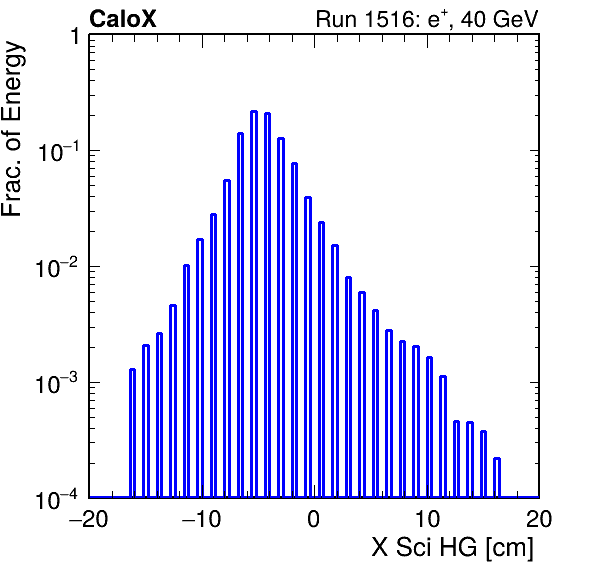 CaloX
Run 1516: e⁺, 40 GeV
Frac. of Energy
1
10⁻¹
10⁻²
10⁻³
10⁻⁴
−20
−10
0
10
20
X Sci HG [cm]